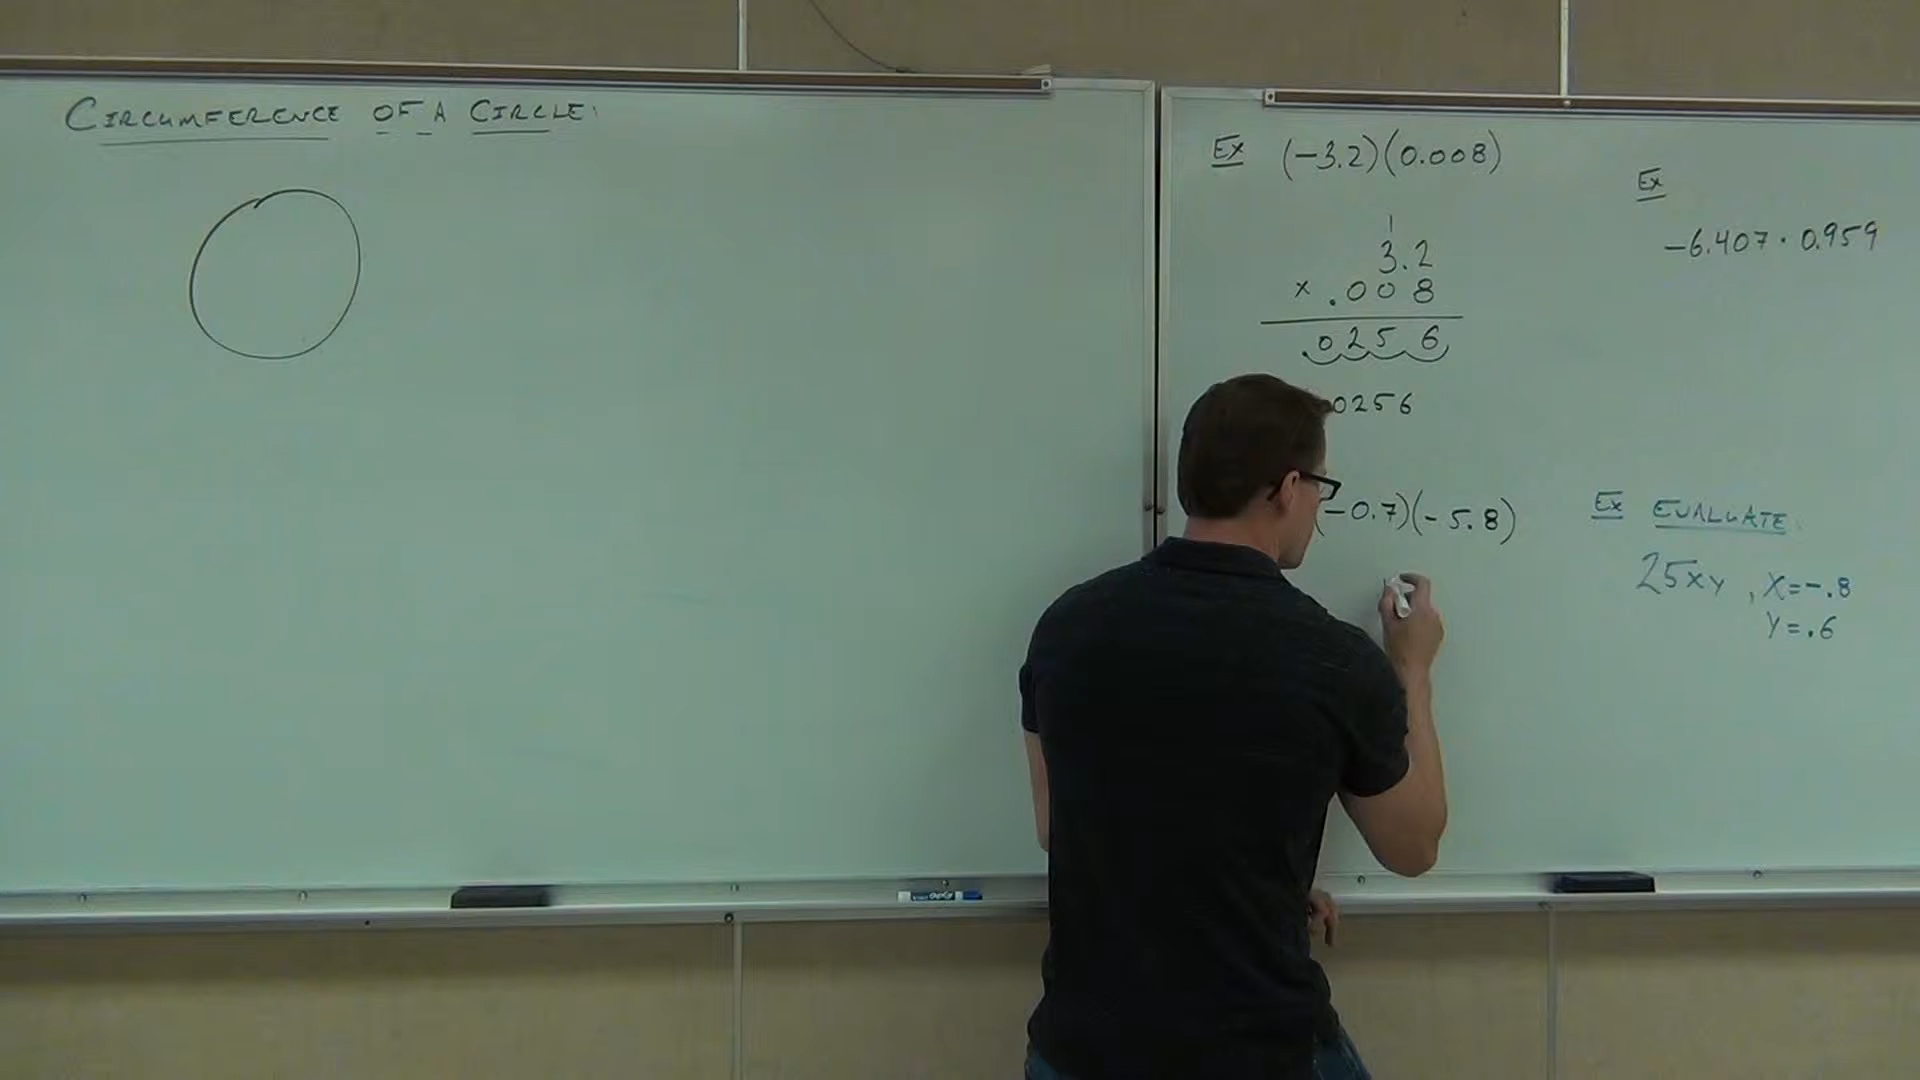 CIRCUMFERENCE OF A CIRCLE:
Ex (-3.2)(0.008)
1
3.2
x .008
0256
0256
(-0.7)(-5.8)
Ex
-6.407 · 0.959
Ex EVALUATE:
25xy , X=-.8
Y=.6